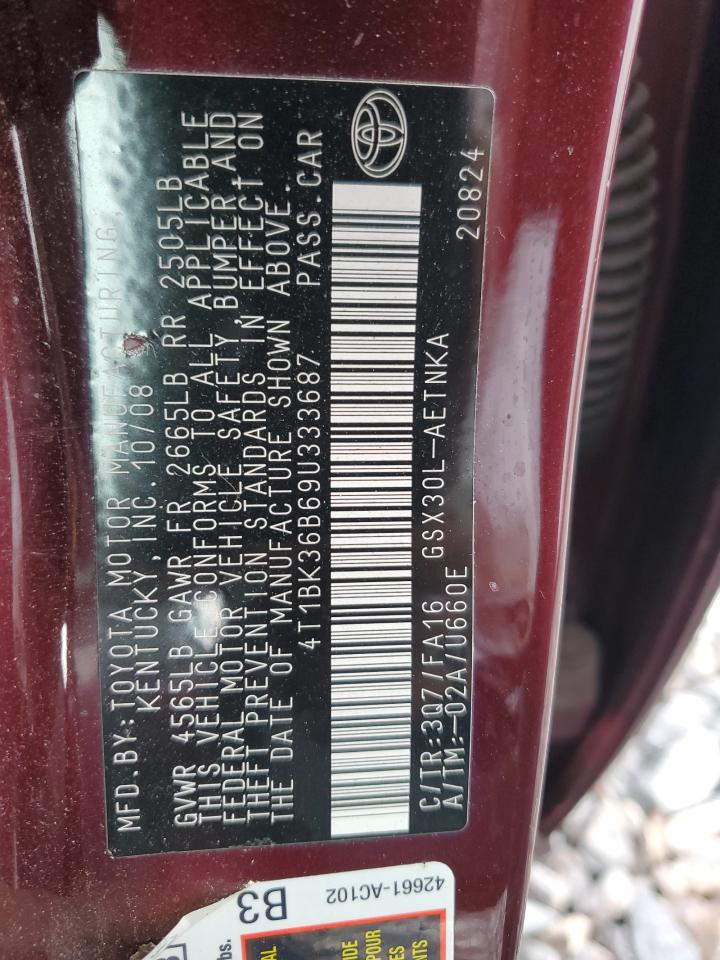 MFD. BY: TOYOTA MOTOR MANUFACTURING,
KENTUCKY, INC. 10/08
GVWR 4565LB GAWR FR 2665LB RR 2505LB
THIS VEHICLE CONFORMS TO ALL APPLICABLE
FEDERAL MOTOR VEHICLE SAFETY, BUMPER AND
THEFT PREVENTION STANDARDS IN EFFECT ON
THE DATE OF MANUFACTURE SHOWN ABOVE.
4T1BK36B69U333687 PASS.CAR
C/TR:3Q7/FA16 GSX30L-AETNKA
A/TM:-02A/U660E 20824
42661-AC102
B3
lbs.